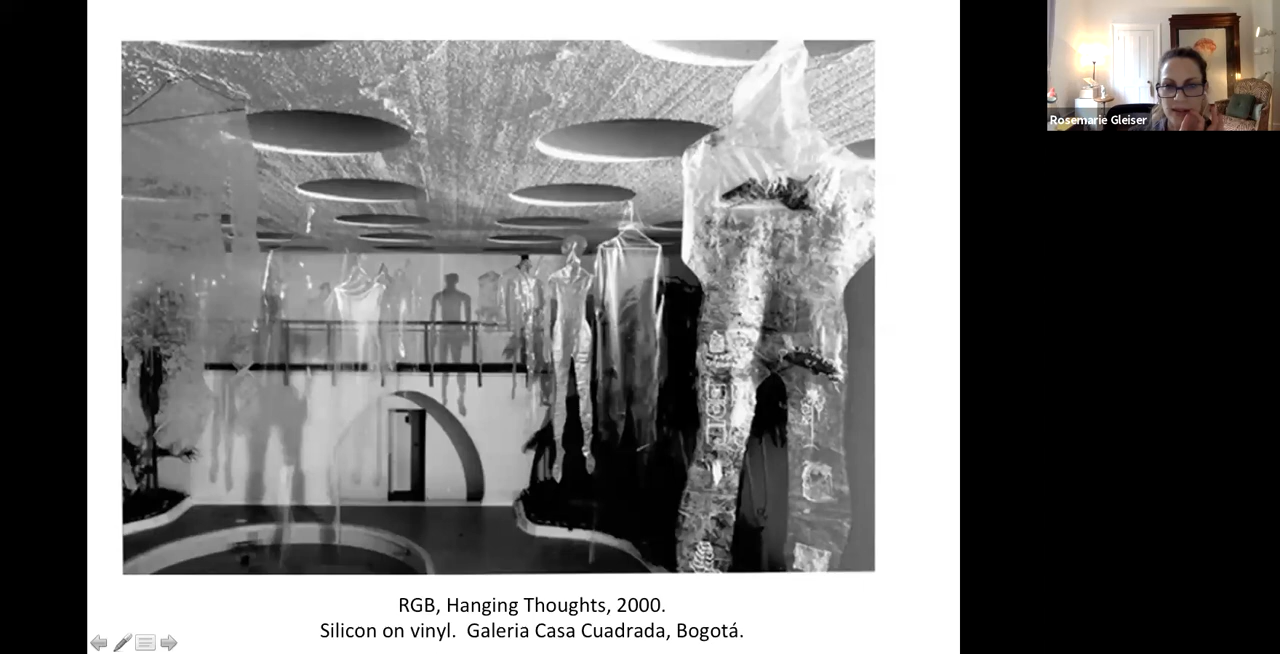 Rosemarie Gleiser
RGB, Hanging Thoughts, 2000.
Silicon on vinyl.  Galeria Casa Cuadrada, Bogotá.